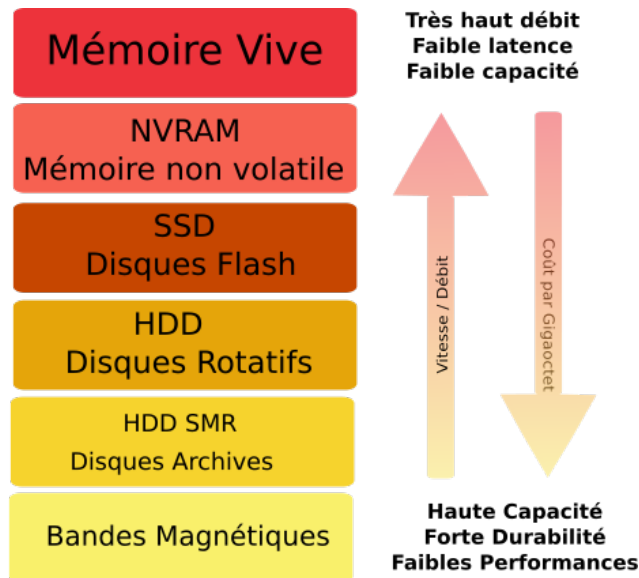 Mémoire Vive
NVRAM
Mémoire non volatile
SSD
Disques Flash
HDD
Disques Rotatifs
HDD SMR
Disques Archives
Bandes Magnétiques
Très haut débit
Faible latence
Faible capacité
Vitesse / Débit
Coût par Gigaoctet
Haute Capacité
Forte Durabilité
Faibles Performances